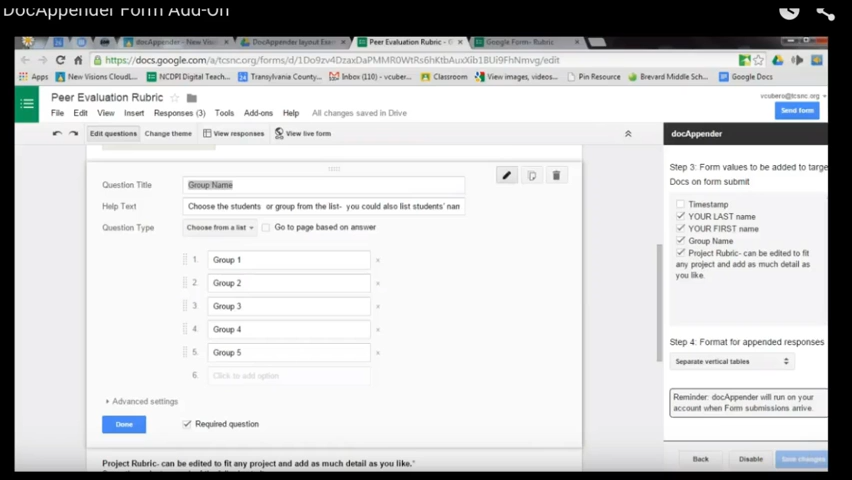 DocAppender Form Add-On
docAppender - New Visi
DocAppender layout Exem
Peer Evaluation Rubric -
Google Form- Rubric
https://docs.google.com/a/tcsnc.org/forms/d/
/edit
Apps
New Visions CloudL...
NCDPI Digital Teach...
Transylvania County...
Inbox (110) - vcuber...
Classroom
View images, videos...
Pin Resource
Brevard Middle Sch...
Google Docs
Peer Evaluation Rubric
vcubero@tcsnc.org
File Edit View Insert Responses (3) Tools Add-ons Help All changes saved in Drive
Send form
Edit questions Change theme View responses View live form
docAppender
Question Title Group Name
Help Text Choose the students or group from the list- you could also list students' nam
Question Type Choose from a list Go to page based on answer
1. Group 1
2. Group 2
3 Group 3
4. Group 4
5. Group 5
6. Click to add option
Advanced settings
Done Required question
Project Rubric- can be edited to fit any project and add as much detail as you like.*
Step 3: Form values to be added to targe
Docs on form submit
Timestamp
YOUR LAST name
YOUR FIRST name
Group Name
Project Rubric- can be edited to fit
any project and add as much detail as
you like.
Step 4: Format for appended responses
Separate vertical tables
Reminder: docAppender will run on your
account when Form submissions arrive.
Back Disable Save changes